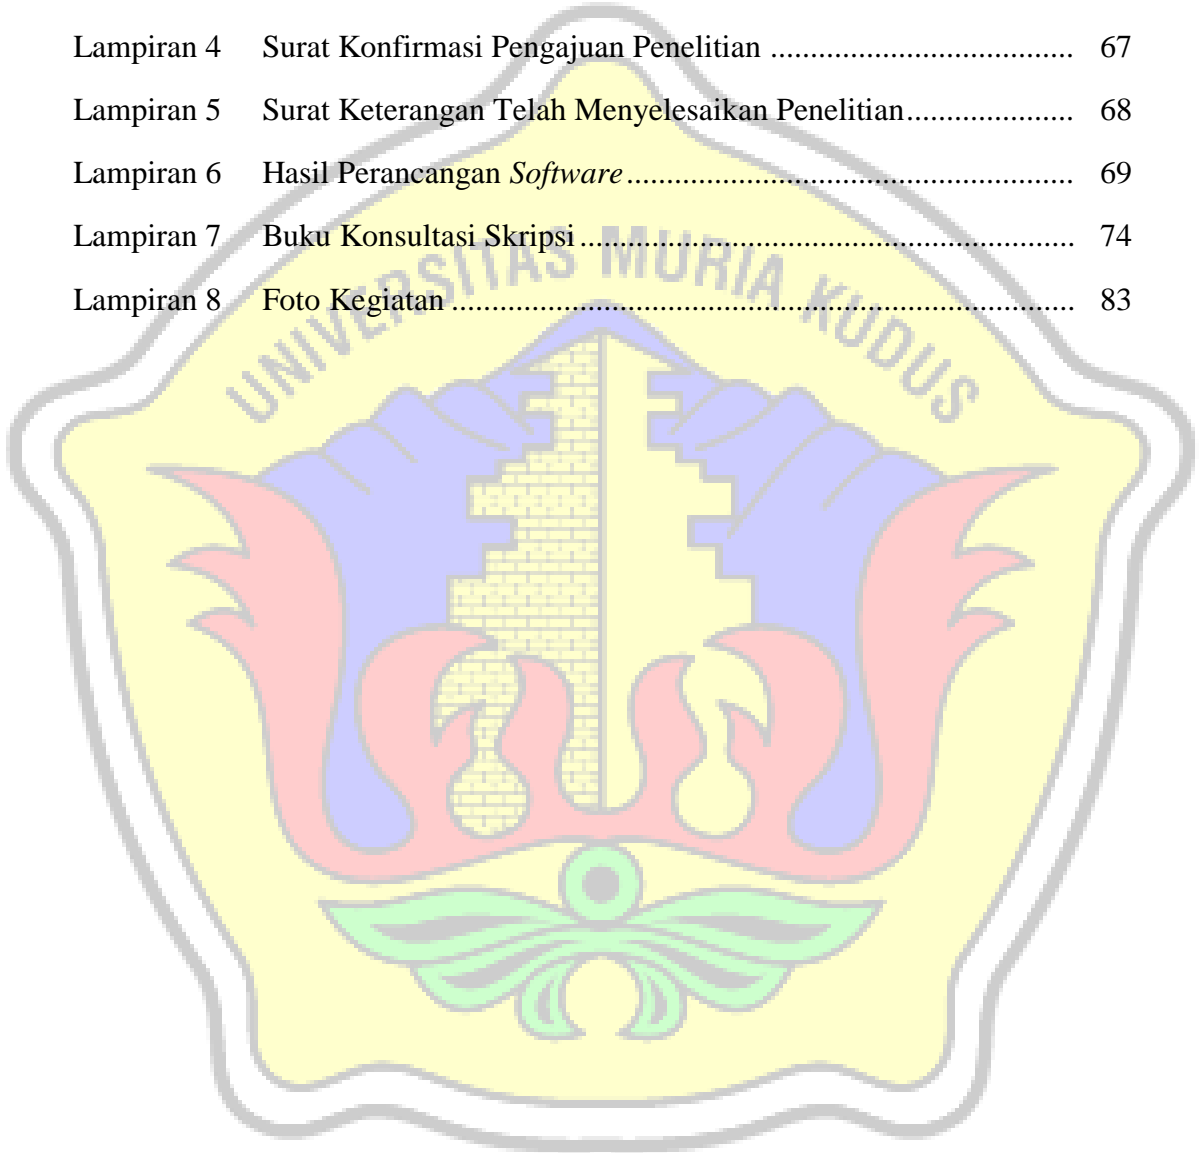 Lampiran 4 Surat Konfirmasi Pengajuan Penelitian ..................................... 67
Lampiran 5 Surat Keterangan Telah Menyelesaikan Penelitian..................... 68
Lampiran 6 Hasil Perancangan Software....................................................... 69
Lampiran 7 Buku Konsultasi Skripsi ............................................................. 74
Lampiran 8 Foto Kegiatan ............................................................................. 83
UNIVERSITAS MURIA KUDUS